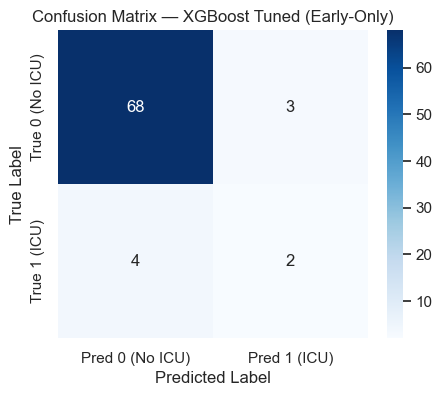 Confusion Matrix — XGBoost Tuned (Early-Only)
True Label
True 0 (No ICU)
True 1 (ICU)
68
3
4
2
Pred 0 (No ICU)
Pred 1 (ICU)
Predicted Label
60
50
40
30
20
10